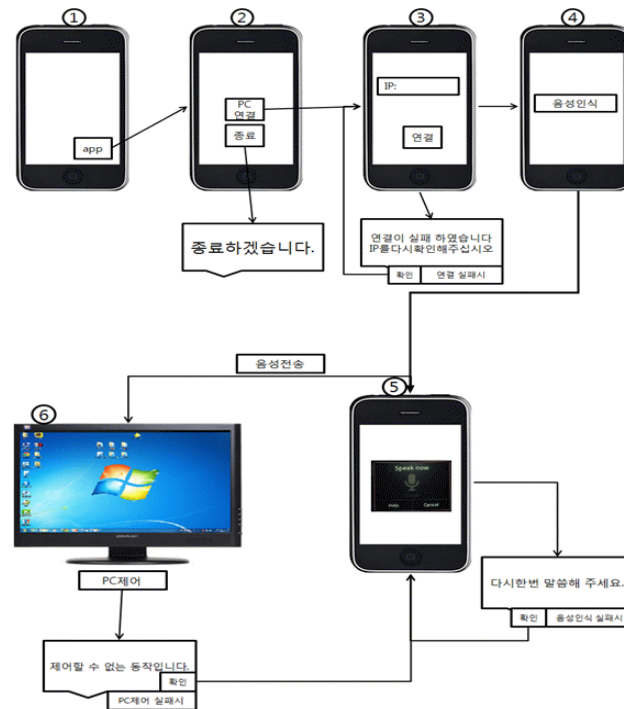 ① ② ③ ④
app
PC
연결
종료
IP:
연결
음성인식
종료하겠습니다.
연결이 실패 하였습니다
IP를다시확인해주십시오
확인 연결 실패시
음성전송
⑤
⑥
Speak now
Cancel
PC제어
다시한번 말씀해 주세요.
확인 음성인식 실패시
제어할 수 없는 동작입니다.
확인
PC제어 실패시